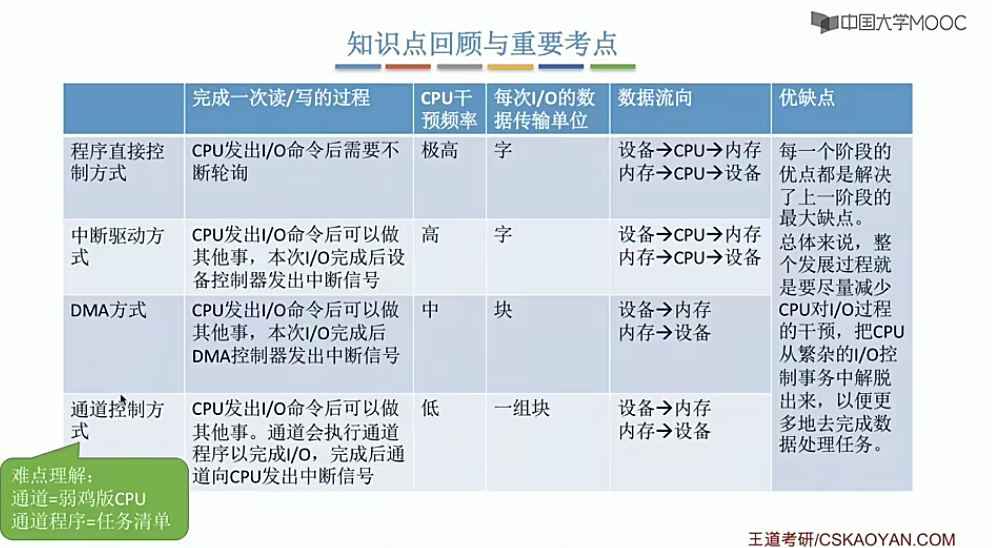 中国大学MOOC
知识点回顾与重要考点
完成一次读/写的过程
CPU干
预频率
每次I/O的数
据传输单位
数据流向
优缺点
程序直接控
制方式
CPU发出I/O命令后需要不
断轮询
极高
字
设备→CPU→内存
内存→CPU→设备
每一个阶段的
优点都是解决
了上一阶段的
最大缺点。
总体来说，整
个发展过程就
是要尽量减少
CPU对I/O过程
的干预，把CPU
从繁杂的I/O控
制事务中解脱
出来，以便更
多地去完成数
据处理任务。
中断驱动方
式
CPU发出I/O命令后可以做
其他事，本次I/O完成后设
备控制器发出中断信号
高
字
设备→CPU→内存
内存→CPU→设备
DMA方式
CPU发出I/O命令后可以做
其他事，本次I/O完成后
DMA控制器发出中断信号
中
块
设备→内存
内存→设备
通道控制方
式
CPU发出I/O命令后可以做
其他事。通道会执行通道
程序以完成I/O，完成后通
道向CPU发出中断信号
低
一组块
设备→内存
内存→设备
难点理解：
通道=弱鸡版CPU
通道程序=任务清单
王道考研/CSKAOYAN.COM